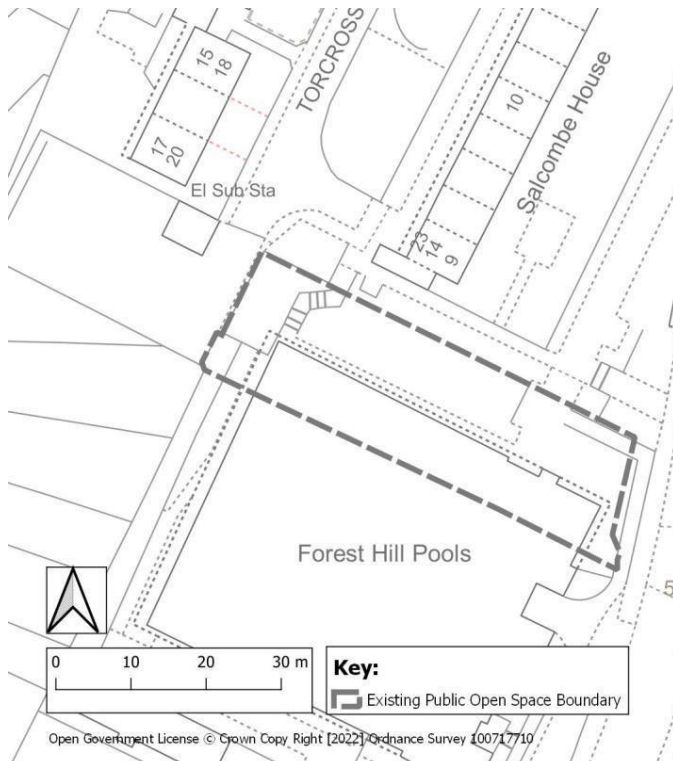 15
18
TORCROSS
17
20
El Sub Sta
10
Salcombe House
23
14
9
Forest Hill Pools
5
0 10 20 30 m
Key:
Existing Public Open Space Boundary
Open Government License © Crown Copy Right [2022] Ordnance Survey 100717710